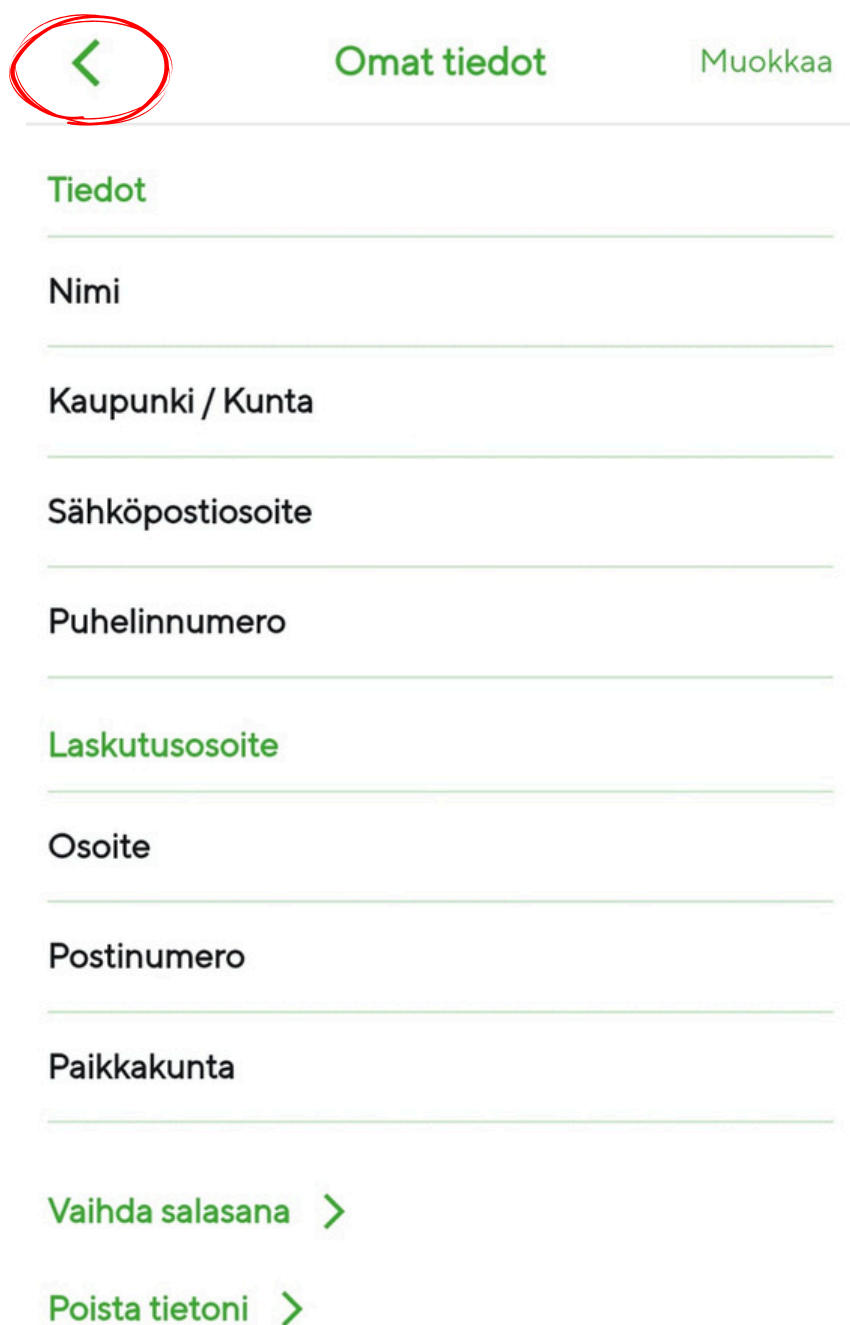 Omat tiedot Muokkaa
Tiedot
Nimi
Kaupunki / Kunta
Sähköpostiosoite
Puhelinnumero
Laskutusosoite
Osoite
Postinumero
Paikkakunta
Vaihda salasana
Poista tietoni